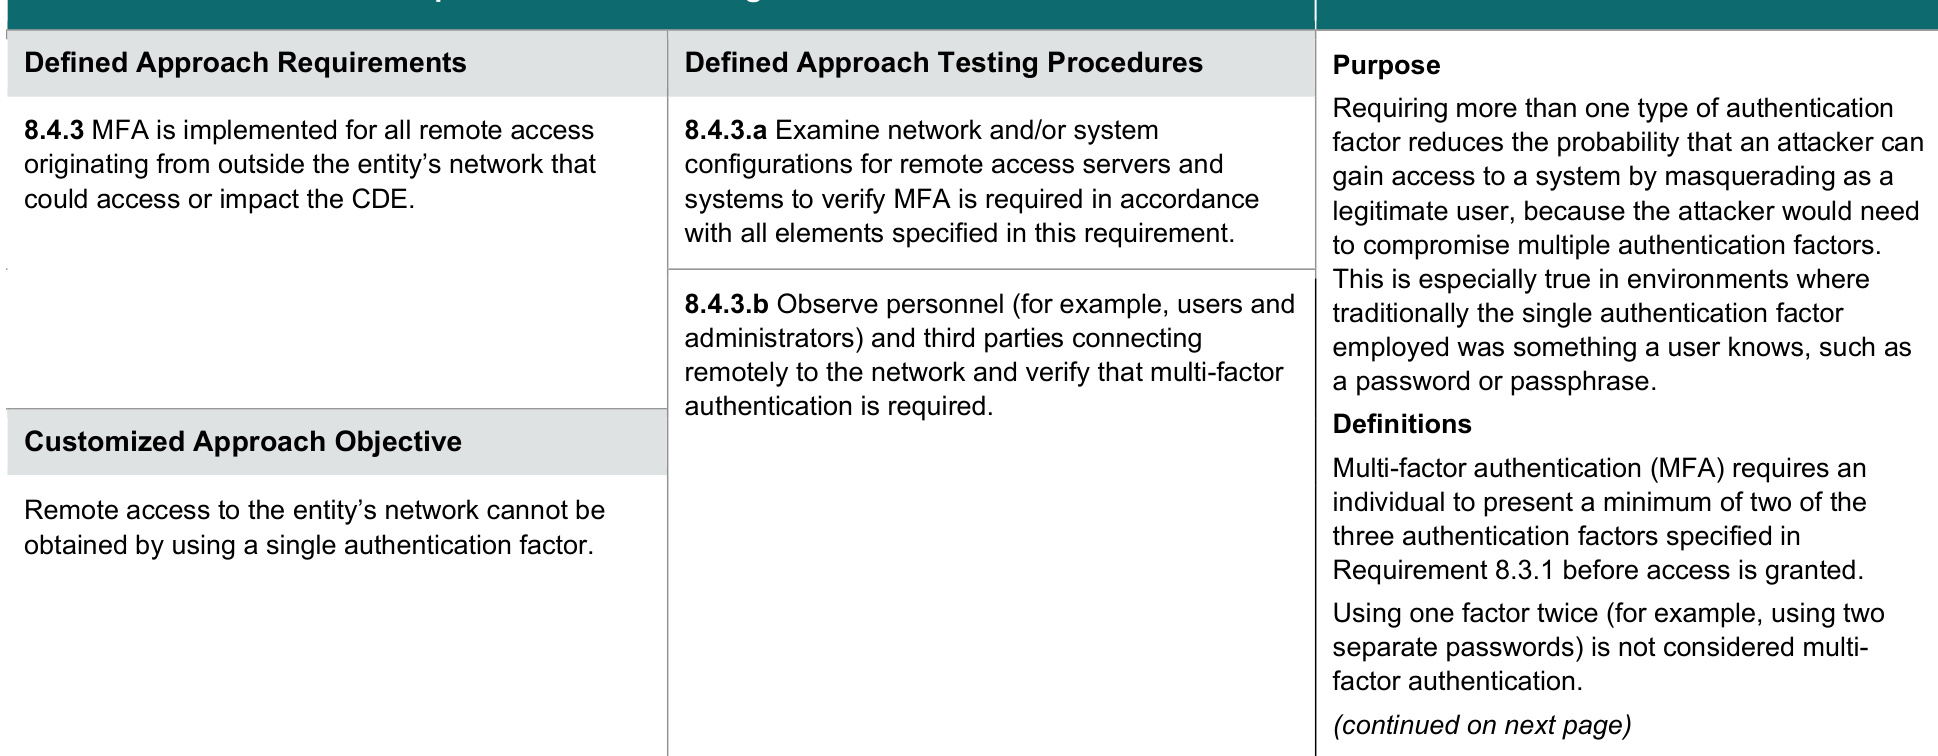 Defined Approach Requirements
8.4.3 MFA is implemented for all remote access
originating from outside the entity’s network that
could access or impact the CDE.
Customized Approach Objective
Remote access to the entity’s network cannot be
obtained by using a single authentication factor.
Defined Approach Testing Procedures
8.4.3.a Examine network and/or system
configurations for remote access servers and
systems to verify MFA is required in accordance
with all elements specified in this requirement.
8.4.3.b Observe personnel (for example, users and
administrators) and third parties connecting
remotely to the network and verify that multi-factor
authentication is required.
Purpose
Requiring more than one type of authentication
factor reduces the probability that an attacker can
gain access to a system by masquerading as a
legitimate user, because the attacker would need
to compromise multiple authentication factors.
This is especially true in environments where
traditionally the single authentication factor
employed was something a user knows, such as
a password or passphrase.
Definitions
Multi-factor authentication (MFA) requires an
individual to present a minimum of two of the
three authentication factors specified in
Requirement 8.3.1 before access is granted.
Using one factor twice (for example, using two
separate passwords) is not considered multi-
factor authentication.
(continued on next page)